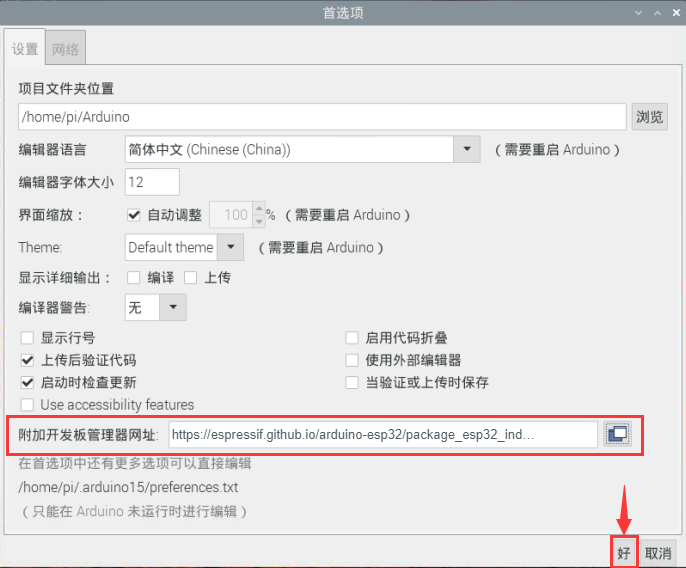 首选项
设置 网络
项目文件夹位置
/home/pi/Arduino 浏览
编辑器语言 简体中文 (Chinese (China)) （需要重启 Arduino）
编辑器字体大小 12
界面缩放： 自动调整 100 % （需要重启 Arduino）
Theme: Default theme （需要重启 Arduino）
显示详细输出： 编译 上传
编译器警告: 无
显示行号 启用代码折叠
上传后验证代码 使用外部编辑器
启动时检查更新 当验证或上传时保存
Use accessibility features
附加开发板管理器网址: https://espressif.github.io/arduino-esp32/package_esp32_ind...
在首选项中还有更多选项可以直接编辑
/home/pi/.arduino15/preferences.txt
（只能在 Arduino 未运行时进行编辑）
好 取消